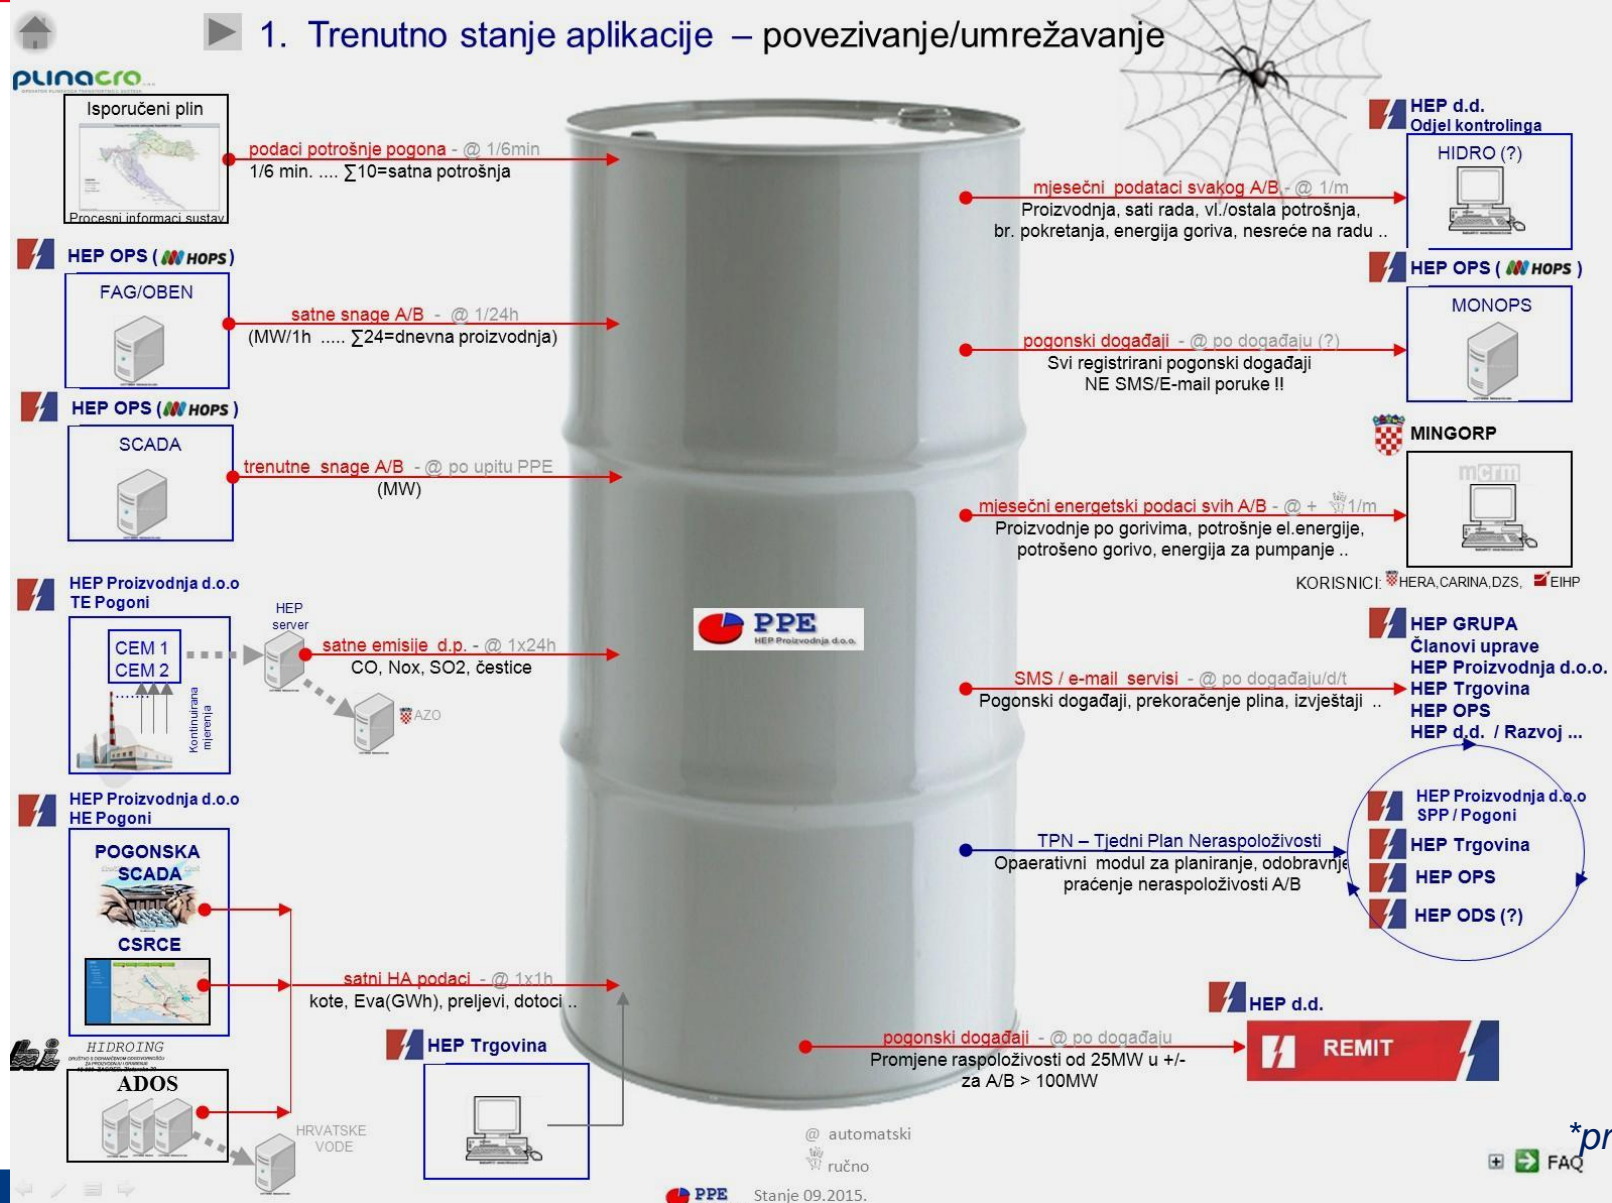 1. Trenutno stanje aplikacije – povezivanje/umrežavanje
plinacro...
Isporučeni plin
Procesni informaci sustav
podaci potrošnje pogona - @ 1/6min
1/6 min. .... ∑10=satna potrošnja
HEP OPS ( HOPS )
FAG/OBEN
satne snage A/B - @ 1/24h
(MW/1h ..... ∑24=dnevna proizvodnja)
HEP OPS ( HOPS )
SCADA
trenutne snage A/B - @ po upitu PPE
(MW)
HEP Proizvodnja d.o.o
TE Pogoni
CEM 1
CEM 2
Kontinuirana
mjerenja
HEP
server
AZO
satne emisije d.p. - @ 1x24h
CO, Nox, SO2, čestice
HEP Proizvodnja d.o.o
HE Pogoni
POGONSKA
SCADA
CSRCE
satni HA podaci - @ 1x1h
kote, Eva(GWh), preljevi, dotoci ..
HIDROING
ADOS
HRVATSKE
VODE
HEP Trgovina
PPE
HEP Proizvodnja d.o.o.
HEP d.d.
Odjel kontrolinga
HIDRO (?)
mjesečni podataci svakog A/B - @ 1/m
Proizvodnja, sati rada, vl./ostala potrošnja,
br. pokretanja, energija goriva, nesreće na radu ..
HEP OPS ( HOPS )
MONOPS
pogonski događaji - @ po događaju (?)
Svi registrirani pogonski događaji
NE SMS/E-mail poruke !!
MINGORP
mcrm
mjesečni energetski podaci svih A/B - @ + 1/m
Proizvodnje po gorivima, potrošnje el.energije,
potrošeno gorivo, energija za pumpanje ..
KORISNICI: HERA,CARINA,DZS, EIHP
HEP GRUPA
Članovi uprave
HEP Proizvodnja d.o.o.
HEP Trgovina
HEP OPS
HEP d.d. / Razvoj ...
SMS / e-mail servisi - @ po događaju/d/t
Pogonski događaji, prekoračenje plina, izvještaji ..
TPN – Tjedni Plan Neraspoloživosti
Opaerativni modul za planiranje, odobravnje
praćenje neraspoloživosti A/B
HEP Proizvodnja d.o.o
SPP / Pogoni
HEP Trgovina
HEP OPS
HEP ODS (?)
HEP d.d.
REMIT
pogonski događaji - @ po događaju
Promjene raspoloživosti od 25MW u +/-
za A/B > 100MW
@ automatski
ručno
PPE Stanje 09.2015.
*pr
FAQ